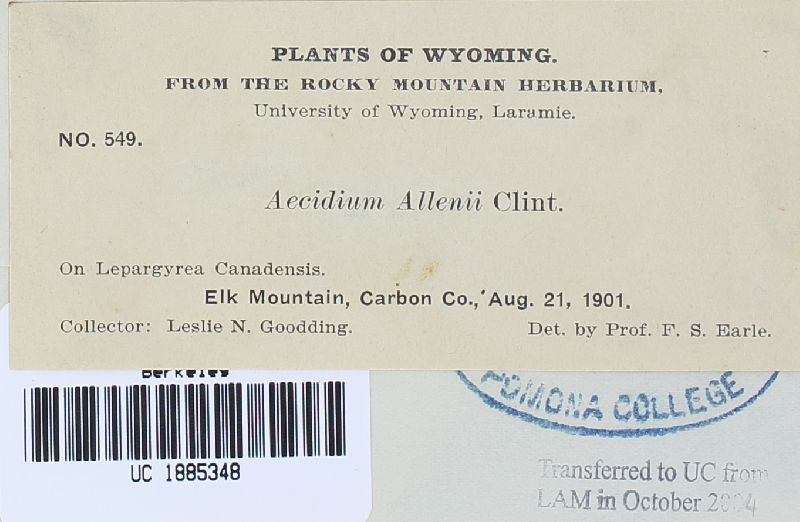 PLANTS OF WYOMING.
FROM THE ROCKY MOUNTAIN HERBARIUM,
University of Wyoming, Laramie.
NO. 549.
Aecidium Allenii Clint.
On Lepargyrea Canadensis.
Elk Mountain, Carbon Co., Aug. 21, 1901.
Collector: Leslie N. Goodding.
Det. by Prof. F. S. Earle.
Berkeley
UC 1885348
POMONA COLLEGE
Transferred to UC from
LAM in October 2004